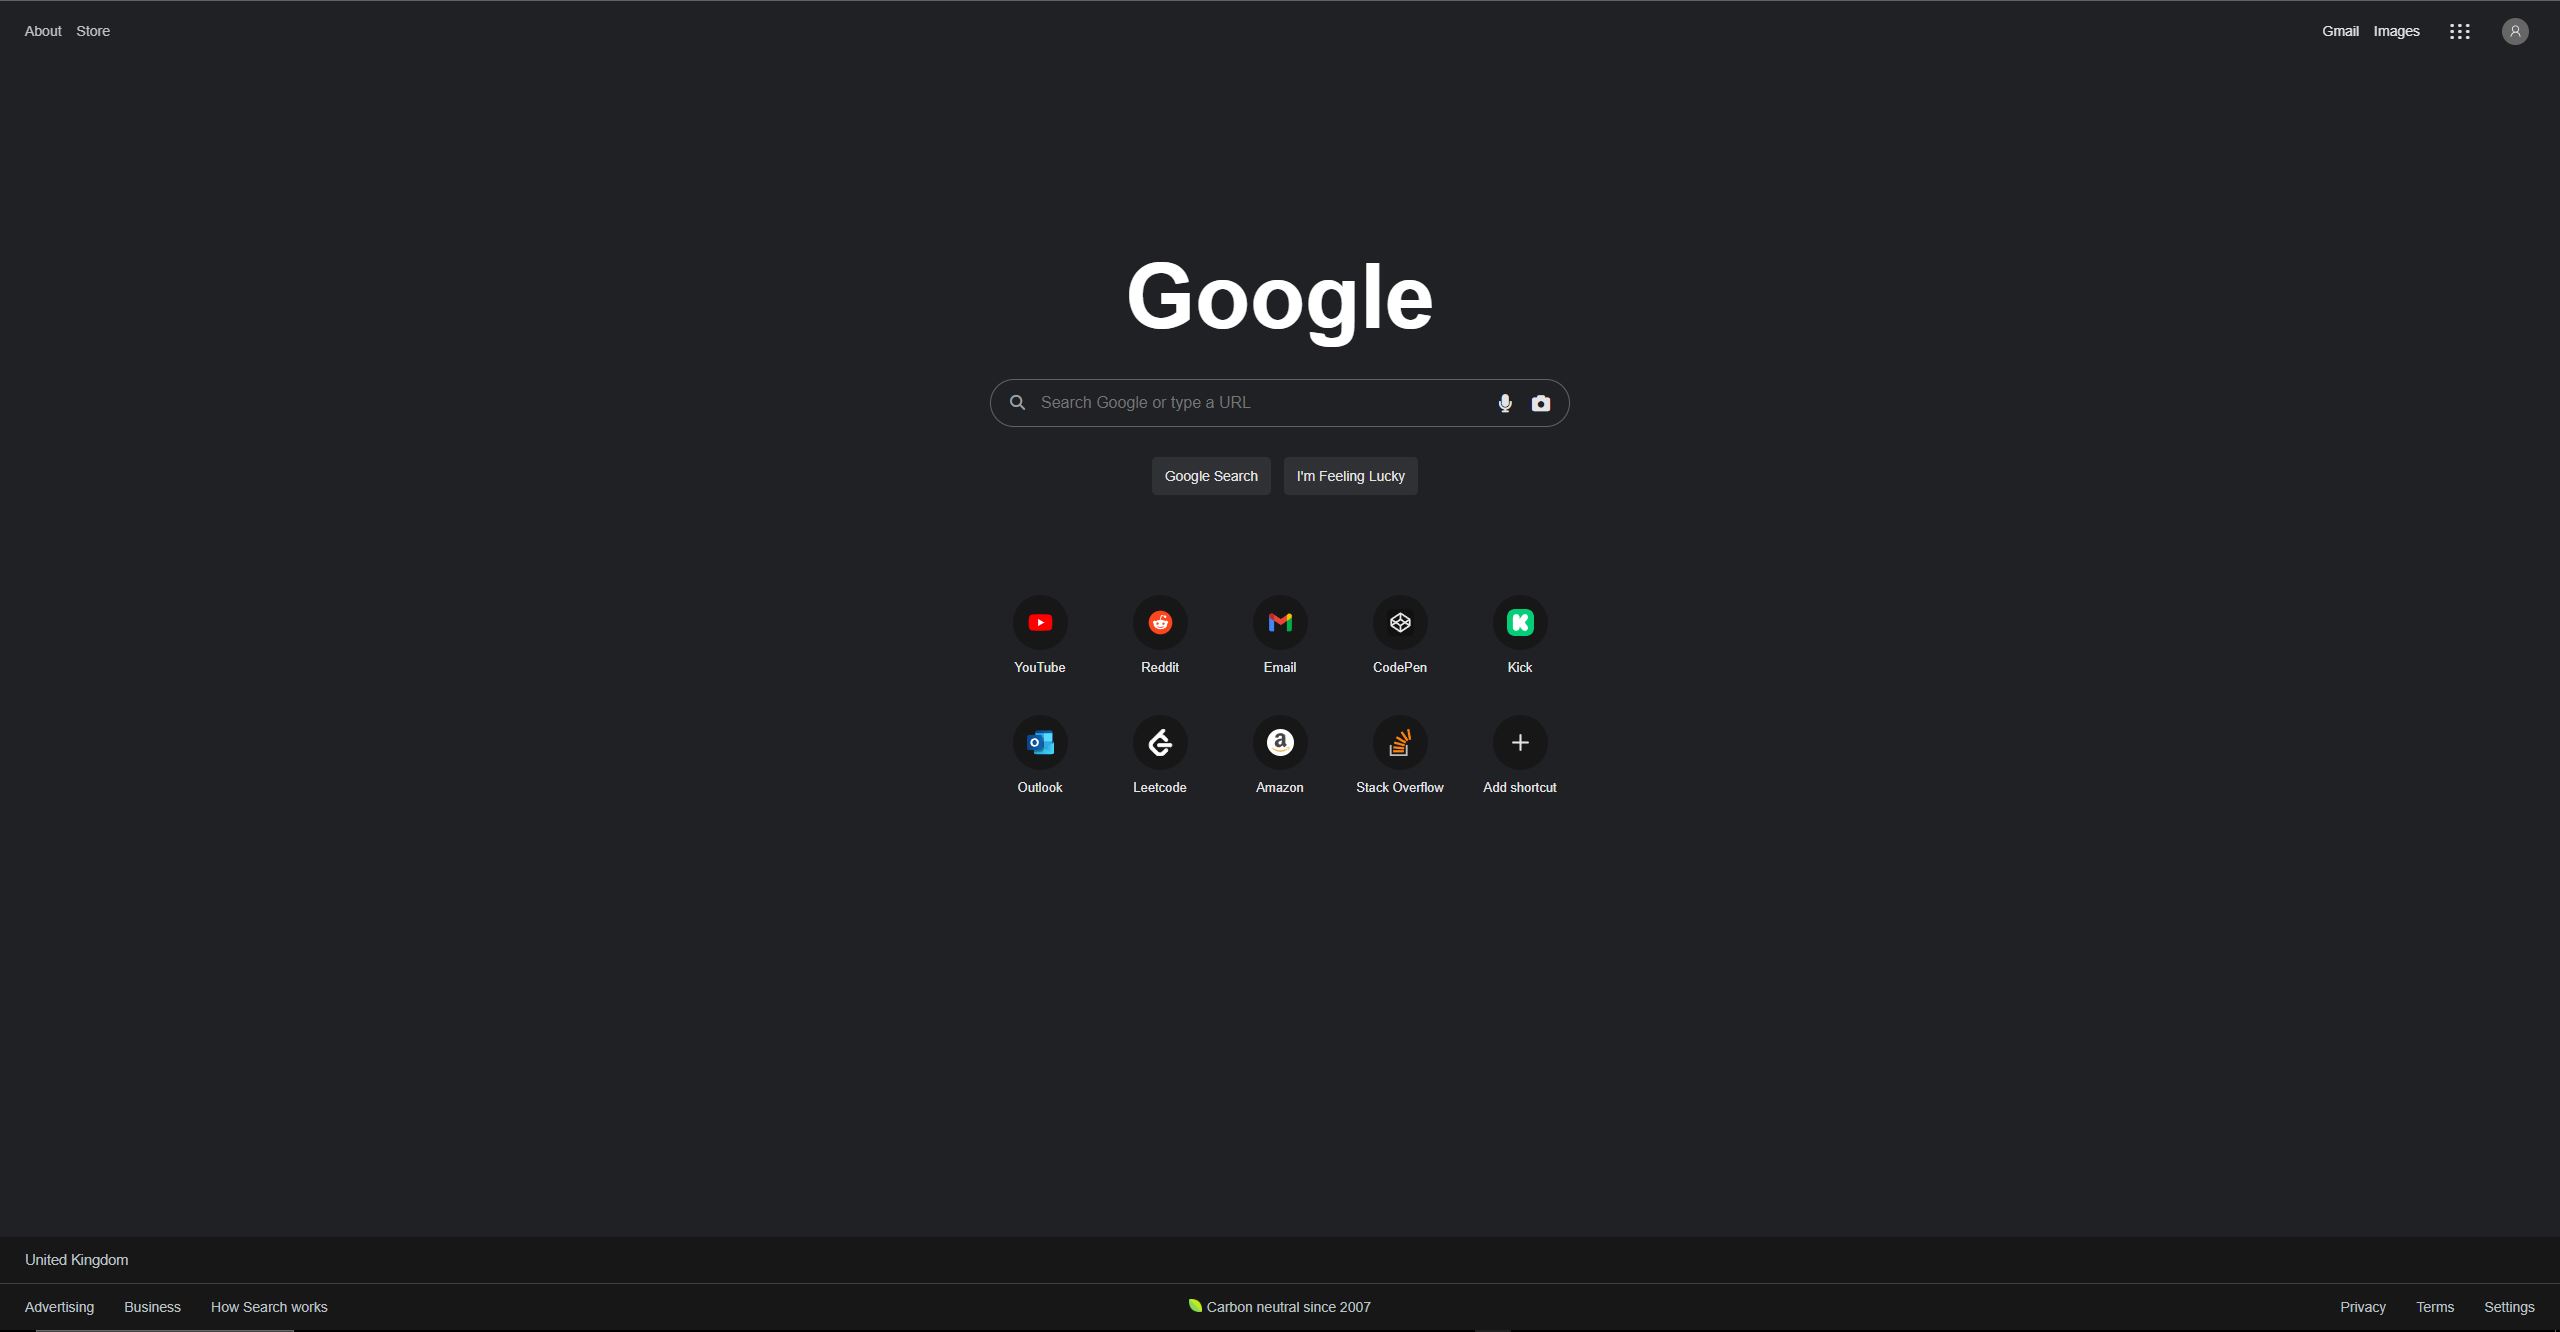 About Store Gmail Images
Google
Search Google or type a URL
Google Search I'm Feeling Lucky
YouTube Reddit Email CodePen Kick
Outlook Leetcode Amazon Stack Overflow Add shortcut
United Kingdom
Advertising Business How Search works Carbon neutral since 2007 Privacy Terms Settings